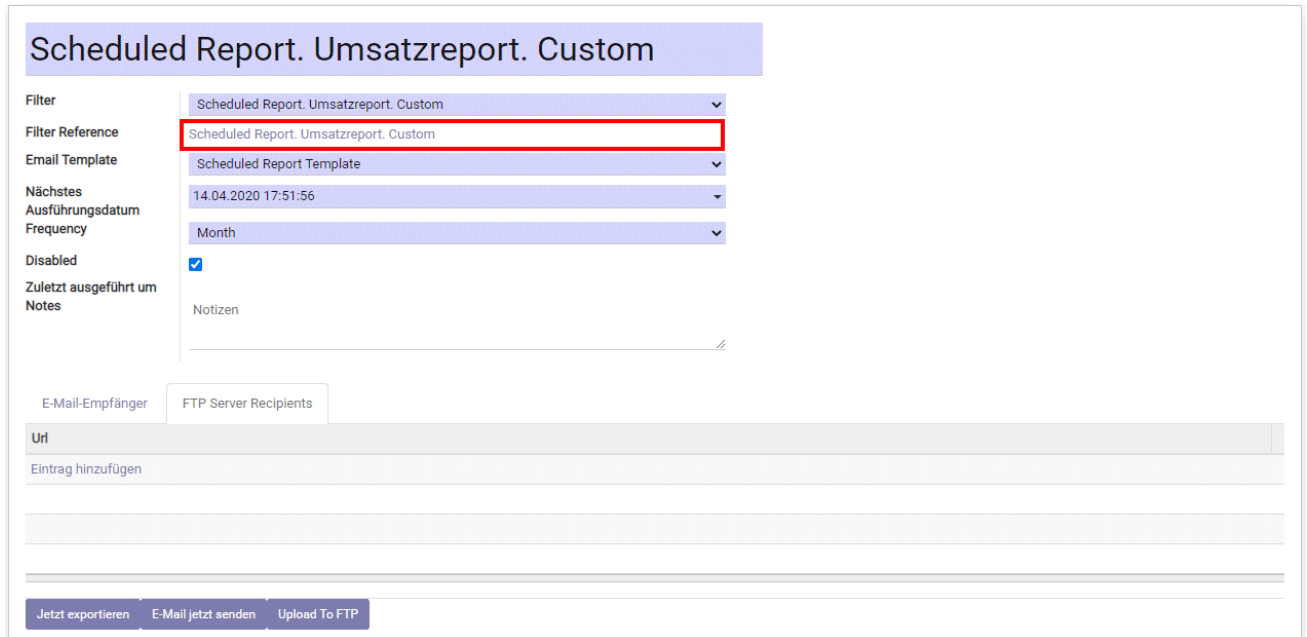 Scheduled Report. Umsatzreport. Custom
Filter
Scheduled Report. Umsatzreport. Custom
Filter Reference
Scheduled Report. Umsatzreport. Custom
Email Template
Scheduled Report Template
Nächstes
Ausführungsdatum
14.04.2020 17:51:56
Frequency
Month
Disabled
Zuletzt ausgeführt um
Notes
Notizen
E-Mail-Empfänger
FTP Server Recipients
Url
Eintrag hinzufügen
Jetzt exportieren
E-Mail jetzt senden
Upload To FTP